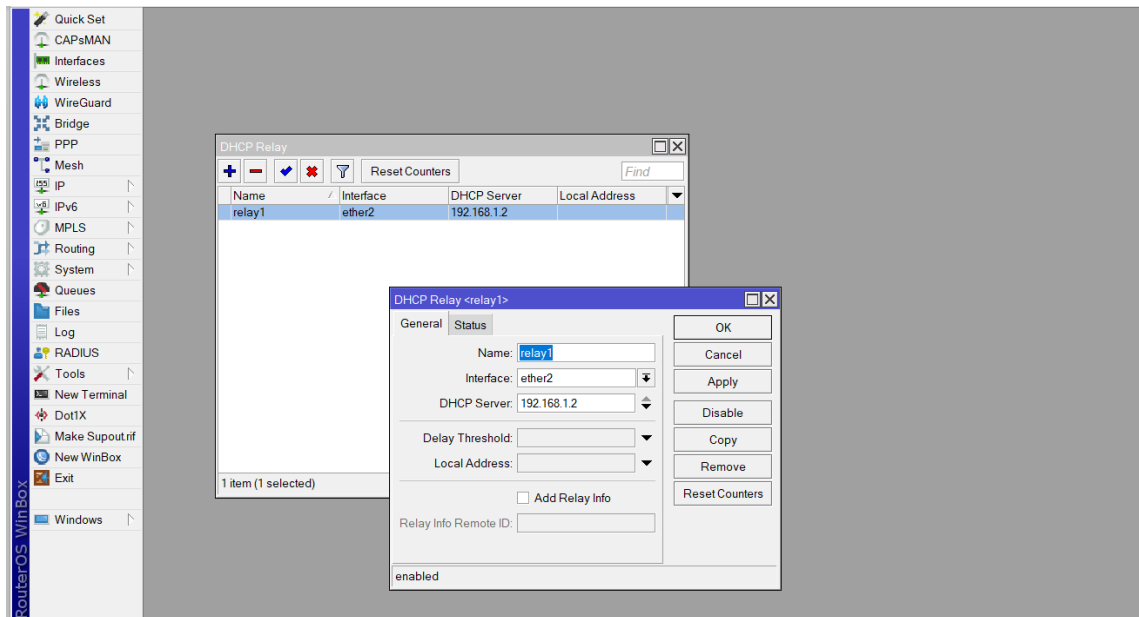 Quick Set
CAPsMAN
Interfaces
Wireless
WireGuard
Bridge
PPP
Mesh
IP
IPv6
MPLS
Routing
System
Queues
Files
Log
RADIUS
Tools
New Terminal
Dot1X
Make Supout.rif
New WinBox
Exit
Windows
RouterOS WinBox
DHCP Relay
Reset Counters
Find
Name Interface DHCP Server Local Address
relay1 ether2 192.168.1.2
1 item (1 selected)
DHCP Relay <relay1>
General Status
Name: relay1
Interface: ether2
DHCP Server: 192.168.1.2
Delay Threshold:
Local Address:
Add Relay Info
Relay Info Remote ID:
enabled
OK
Cancel
Apply
Disable
Copy
Remove
Reset Counters